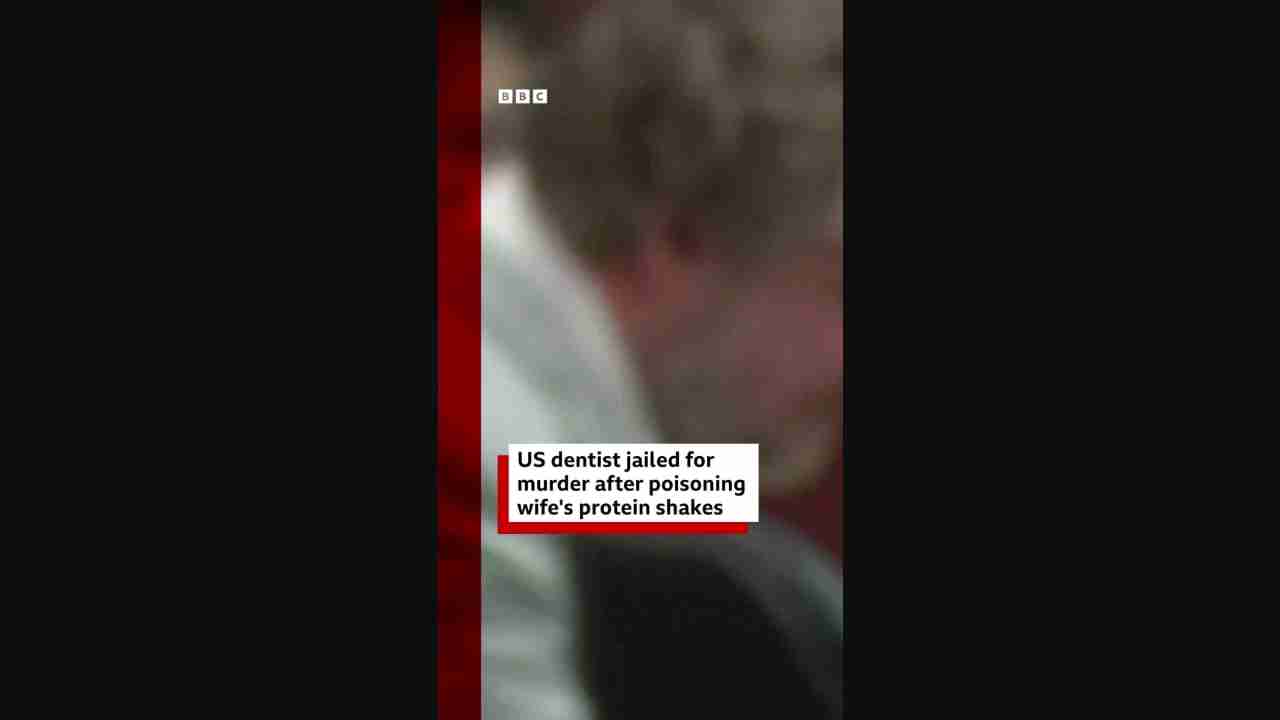 BBC
US dentist jailed for
murder after poisoning
wife's protein shakes